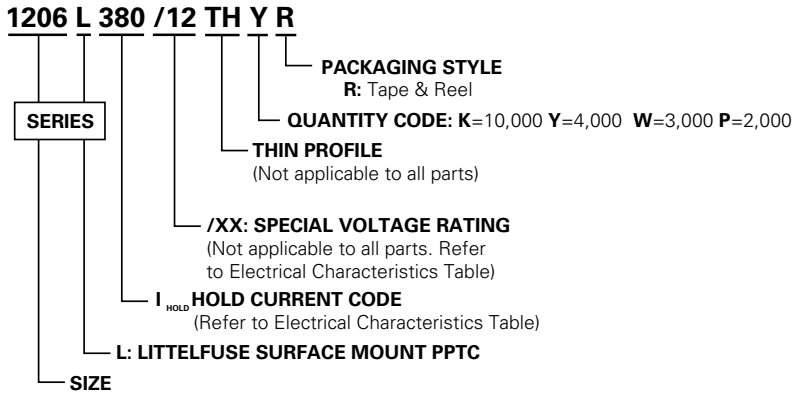 1206 L 380 /12 TH Y R
PACKAGING STYLE
R: Tape & Reel
SERIES
QUANTITY CODE: K=10,000 Y=4,000 W=3,000 P=2,000
THIN PROFILE
(Not applicable to all parts)
/XX: SPECIAL VOLTAGE RATING
(Not applicable to all parts. Refer
to Electrical Characteristics Table)
I HOLD HOLD CURRENT CODE
(Refer to Electrical Characteristics Table)
L: LITTELFUSE SURFACE MOUNT PPTC
SIZE